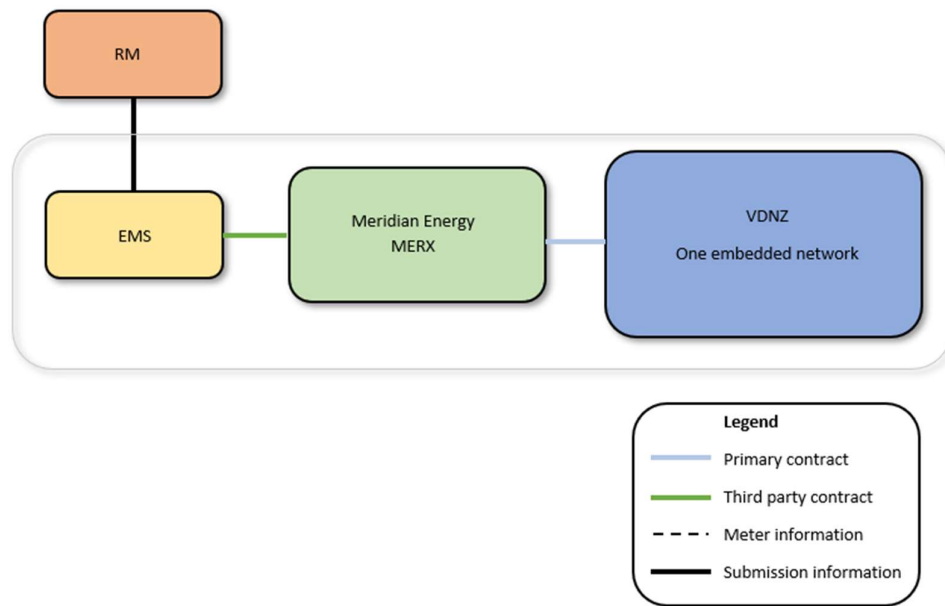 RM
EMS
Meridian Energy
MERX
VDNZ
One embedded network
Legend
Primary contract
Third party contract
Meter information
Submission information